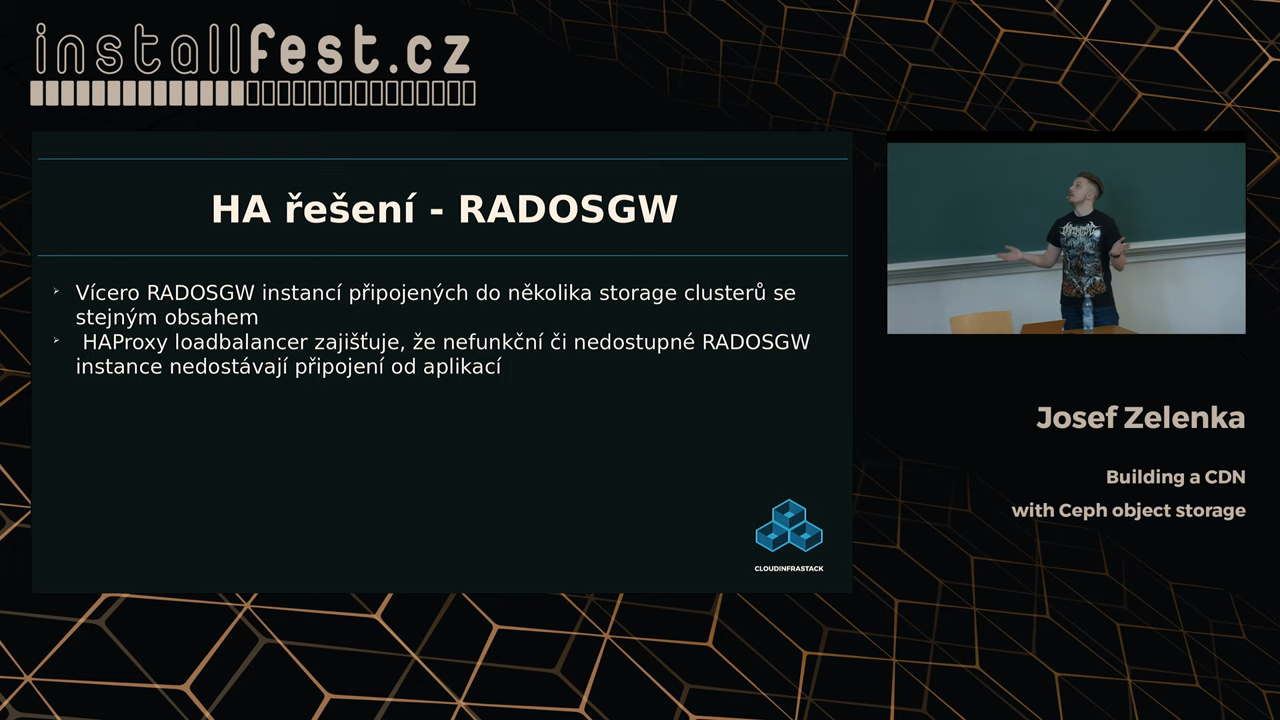 installfest.cz
HA řešení - RADOSGW
Vícero RADOSGW instancí připojených do několika storage clusterů se
stejným obsahem
HAProxy loadbalancer zajišťuje, že nefunkční či nedostupné RADOSGW
instance nedostávají připojení od aplikací
CLOUDINFRASTACK
Josef Zelenka
Building a CDN
with Ceph object storage